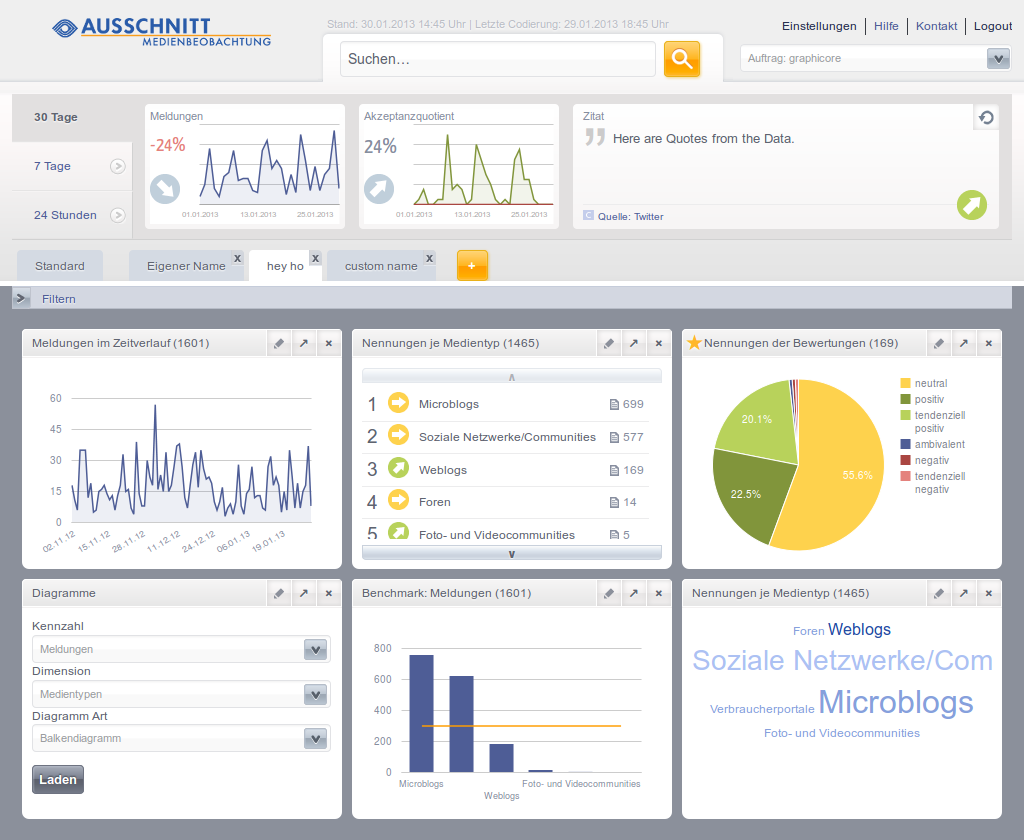 AUSSCHNITT
MEDIENBEOBACHTUNG
Stand: 30.01.2013 14:45 Uhr | Letzte Codierung: 29.01.2013 18:45 Uhr
Einstellungen | Hilfe | Kontakt | Logout
Suchen...
Auftrag: graphicore
30 Tage
7 Tage
24 Stunden
Meldungen
-24%
01.01.2013 13.01.2013 25.01.2013
Akzeptanzquotient
24%
01.01.2013 13.01.2013 25.01.2013
Zitat
Here are Quotes from the Data.
C Quelle: Twitter
Standard
Eigener Name x
hey ho x
custom name x
+
Filtern
Meldungen im Zeitverlauf (1601)
60
45
30
15
0
02.11.12 15.11.12 28.11.12 11.12.12 24.12.12 06.01.13 19.01.13
Nennungen je Medientyp (1465)
1 Microblogs 699
2 Soziale Netzwerke/Communities 577
3 Weblogs 169
4 Foren 14
5 Foto- und Videocommunities 5
Nennungen der Bewertungen (169)
20.1%
55.6%
22.5%
neutral
positiv
tendenziell
positiv
ambivalent
negativ
tendenziell
negativ
Diagramme
Kennzahl
Meldungen
Dimension
Medientypen
Diagramm Art
Balkendiagramm
Laden
Benchmark: Meldungen (1601)
800
600
400
200
0
Microblogs Foto- und Videocommunities
Weblogs
Nennungen je Medientyp (1465)
Foren Weblogs
Soziale Netzwerke/Com
Verbraucherportale Microblogs
Foto- und Videocommunities